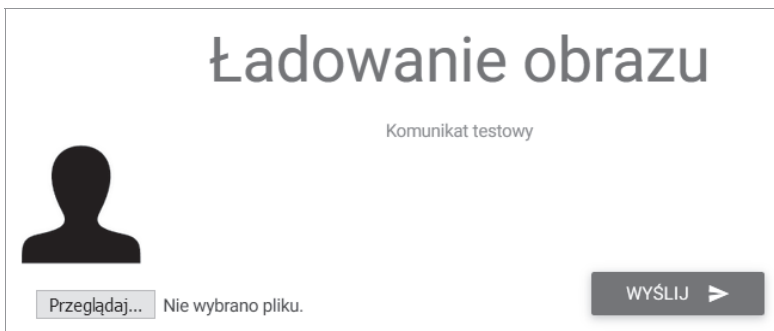 Ładowanie obrazu
Komunikat testowy
Przeglądaj... Nie wybrano pliku.
WYŚLIJ